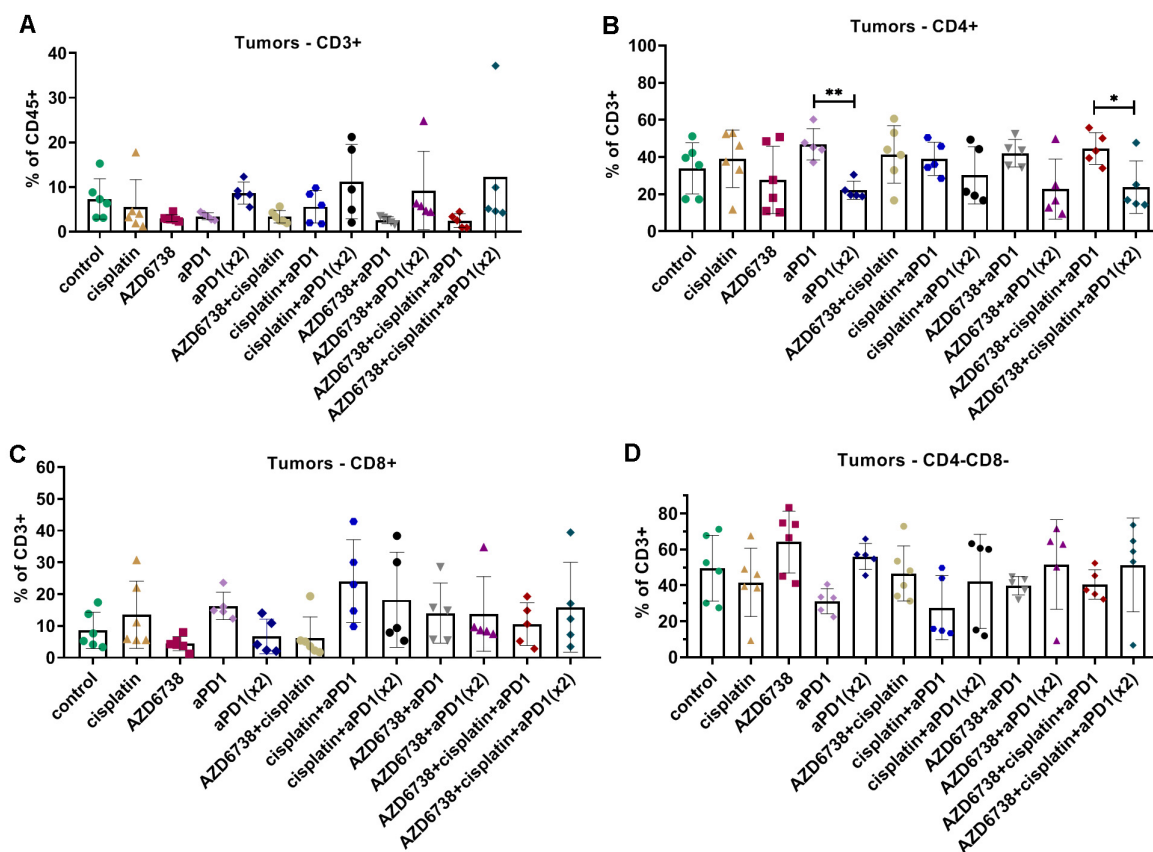 A
Tumors - CD3+
% of CD45+
40
30
20
10
0
control
cisplatin
AZD6738
aPD1
aPD1(x2)
AZD6738+cisplatin
cisplatin+aPD1
cisplatin+aPD1(x2)
AZD6738+aPD1
AZD6738+aPD1(x2)
AZD6738+cisplatin+aPD1
AZD6738+cisplatin+aPD1(x2)
B
Tumors - CD4+
% of CD3+
100
80
60
40
20
0
**
*
control
cisplatin
AZD6738
aPD1
aPD1(x2)
AZD6738+cisplatin
cisplatin+aPD1
cisplatin+aPD1(x2)
AZD6738+aPD1
AZD6738+aPD1(x2)
AZD6738+cisplatin+aPD1
AZD6738+cisplatin+aPD1(x2)
C
Tumors - CD8+
% of CD3+
60
50
40
30
20
10
0
control
cisplatin
AZD6738
aPD1
aPD1(x2)
AZD6738+cisplatin
cisplatin+aPD1
cisplatin+aPD1(x2)
AZD6738+aPD1
AZD6738+aPD1(x2)
AZD6738+cisplatin+aPD1
AZD6738+cisplatin+aPD1(x2)
D
Tumors - CD4-CD8-
% of CD3+
80
60
40
20
0
control
cisplatin
AZD6738
aPD1
aPD1(x2)
AZD6738+cisplatin
cisplatin+aPD1
cisplatin+aPD1(x2)
AZD6738+aPD1
AZD6738+aPD1(x2)
AZD6738+cisplatin+aPD1
AZD6738+cisplatin+aPD1(x2)